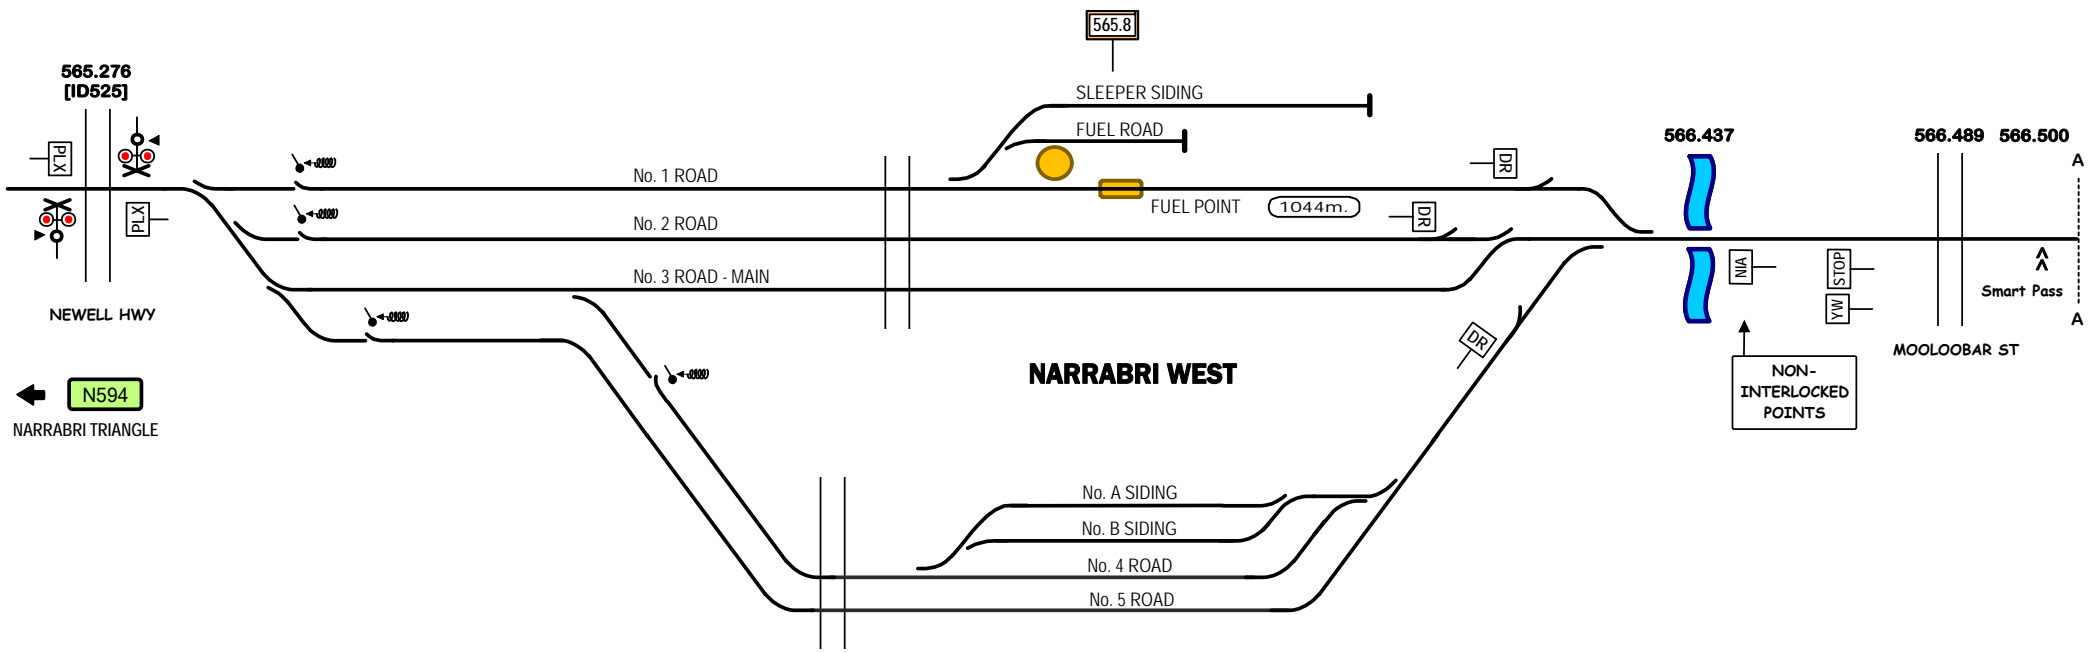 565.8
565.276
[ID525]
SLEEPER SIDING
FUEL ROAD
566.437
566.489
566.500
PLX
DR
A
No. 1 ROAD
FUEL POINT
1044m.
PLX
No. 2 ROAD
DR
No. 3 ROAD - MAIN
NIA
STOP
YW
Smart Pass
A
NEWELL HWY
DR
MOOLOOBAR ST
NARRABRI WEST
NON-
INTERLOCKED
POINTS
N594
NARRABRI TRIANGLE
No. A SIDING
No. B SIDING
No. 4 ROAD
No. 5 ROAD